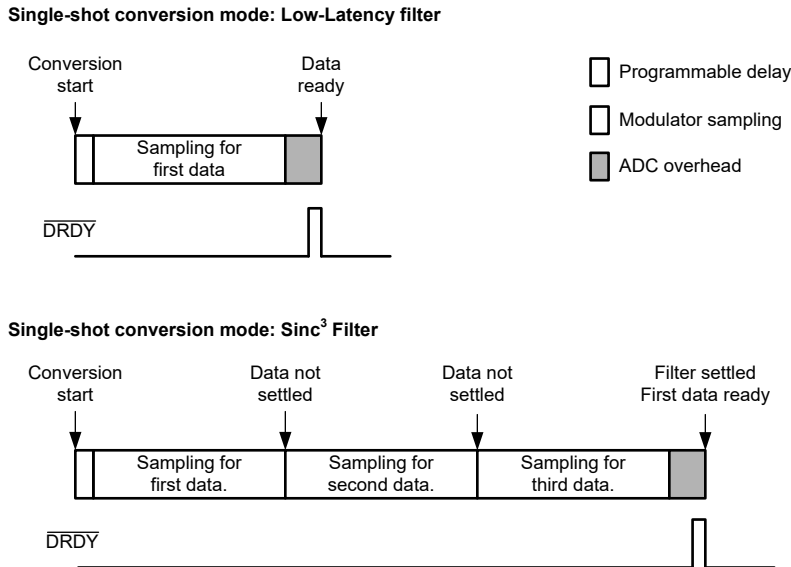 Single-shot conversion mode: Low-Latency filter
Conversion
start
Data
ready
Programmable delay
Modulator sampling
ADC overhead
Sampling for
first data
DRDY
Single-shot conversion mode: Sinc³ Filter
Conversion
start
Data not
settled
Data not
settled
Filter settled
First data ready
Sampling for
first data.
Sampling for
second data.
Sampling for
third data.
DRDY